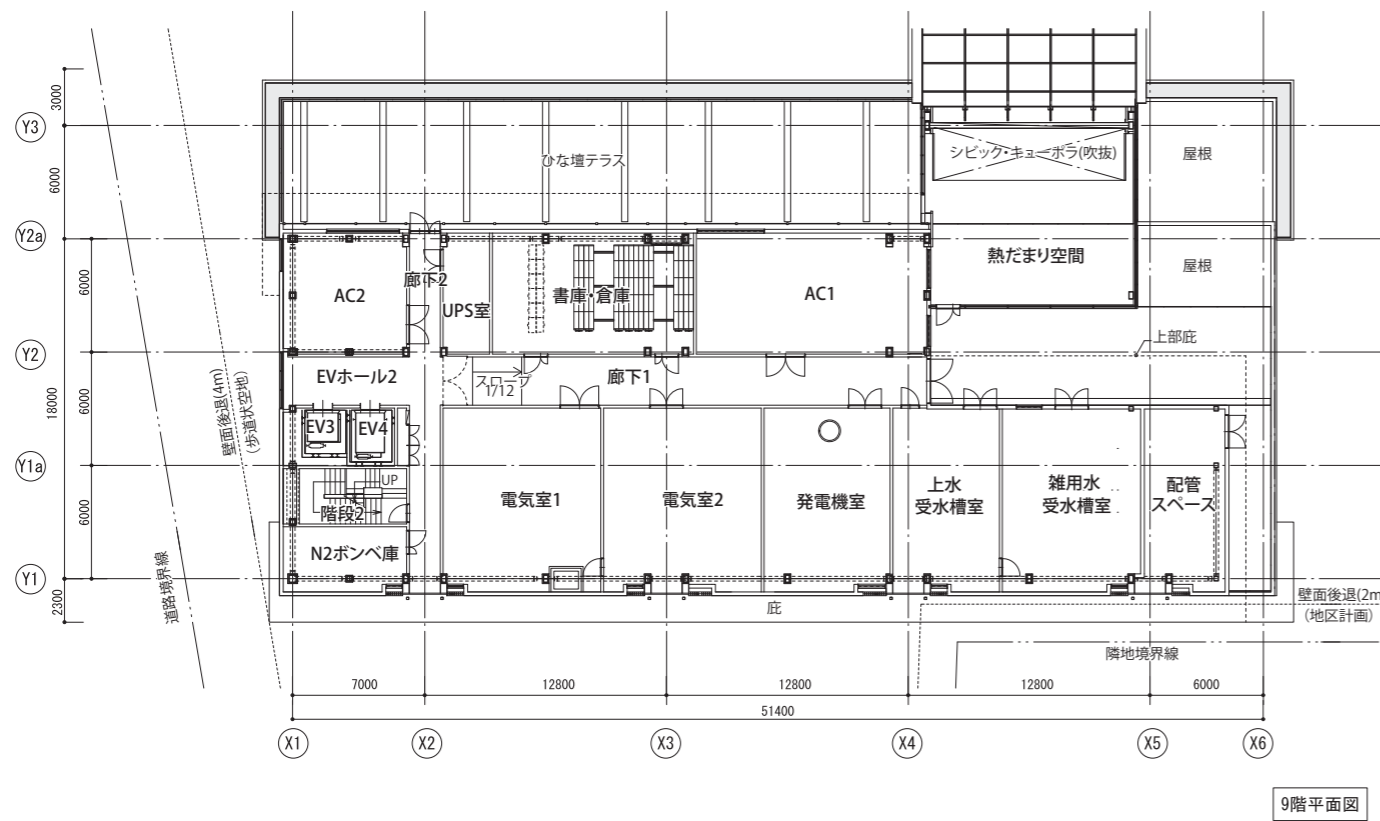 3000
Y3
6000
ひな壇テラス
シビック・キューポラ(吹抜)
屋根
Y2a
6000
AC2
廊下2
UPS室
書庫・倉庫
AC1
熱だまり空間
屋根
Y2
18000
6000
壁面後退(4m)
(歩道状空地)
EVホール2
スロープ
1/12
廊下1
上部庇
EV3
EV4
Y1a
6000
UP
階段2
電気室1
電気室2
発電機室
上水
受水槽室
雑用水
受水槽室
配管
スペース
N2ボンベ庫
Y1
2300
道路境界線
庇
壁面後退(2m
(地区計画)
隣地境界線
7000
12800
12800
12800
6000
51400
X1
X2
X3
X4
X5
X6
9階平面図